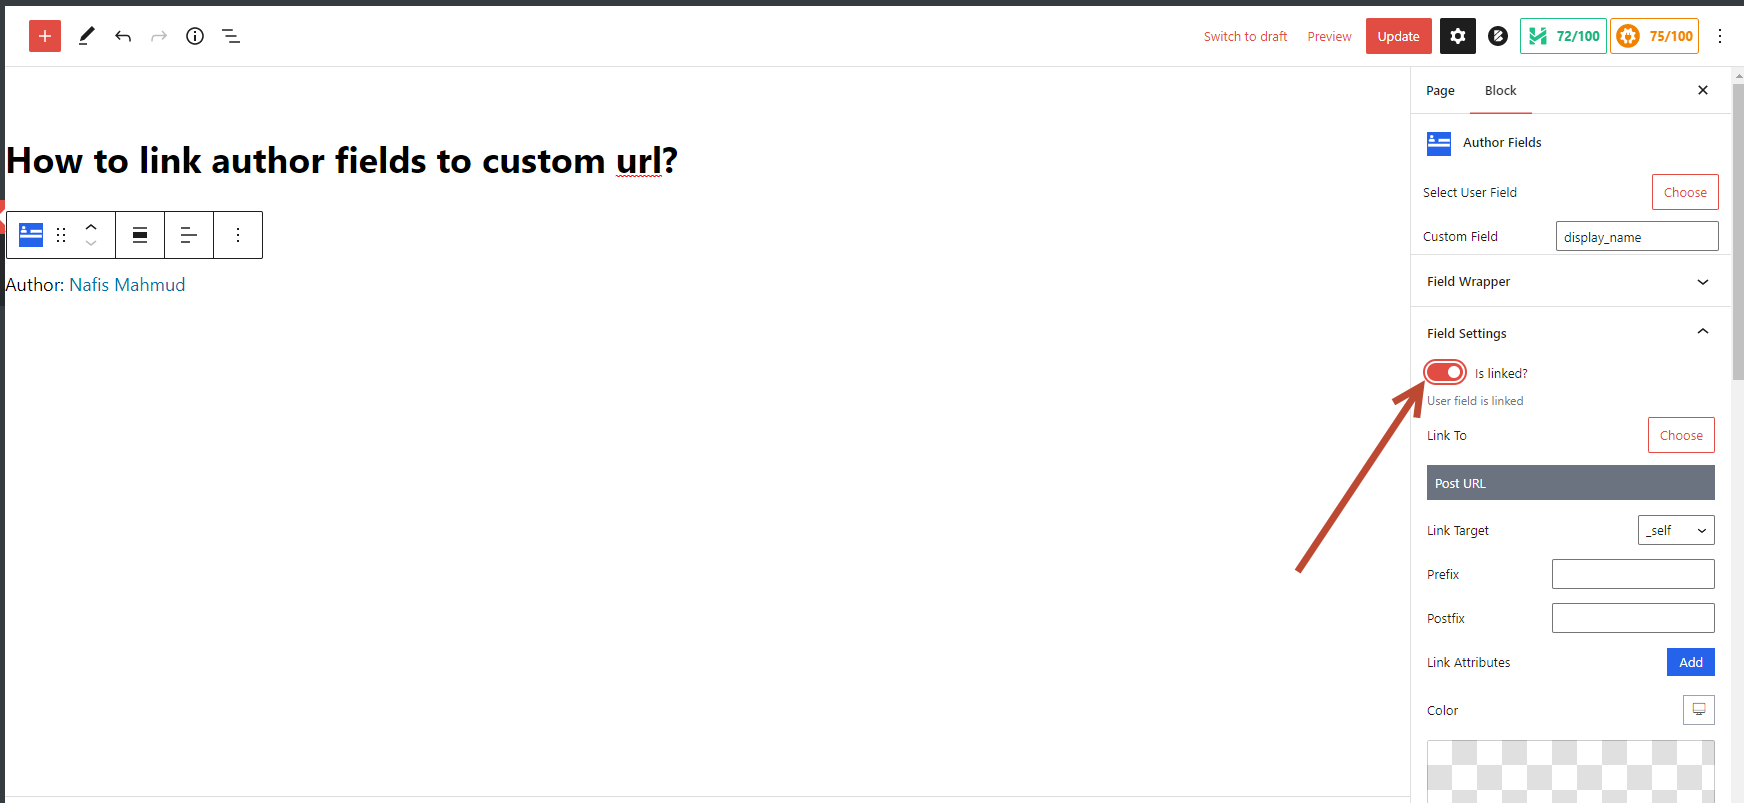 Switch to draft Preview Update 72/100 75/100
Page Block
How to link author fields to custom url?
Author: Nafis Mahmud
Author Fields
Select User Field Choose
Custom Field display_name
Field Wrapper
Field Settings
Is linked?
User field is linked
Link To Choose
Post URL
Link Target _self
Prefix
Postfix
Link Attributes Add
Color